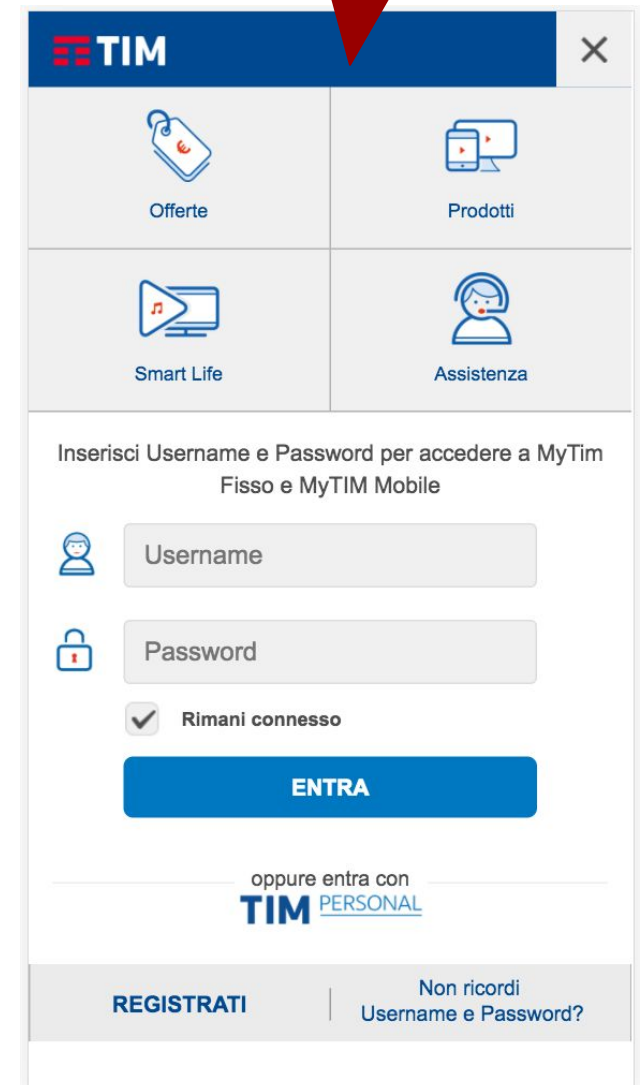 TIM
Offerte
Prodotti
Smart Life
Assistenza
Inserisci Username e Password per accedere a MyTim
Fisso e MyTIM Mobile
Username
Password
Rimani connesso
ENTRA
oppure entra con
TIM PERSONAL
REGISTRATI
Non ricordi
Username e Password?